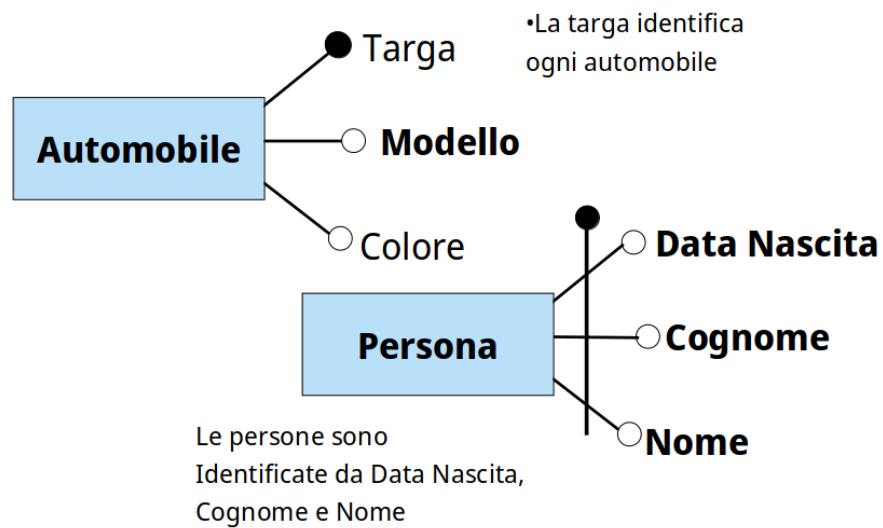 •La targa identifica
ogni automobile
Targa
Automobile
Modello
Colore
Data Nascita
Persona
Cognome
Nome
Le persone sono
Identificate da Data Nascita,
Cognome e Nome